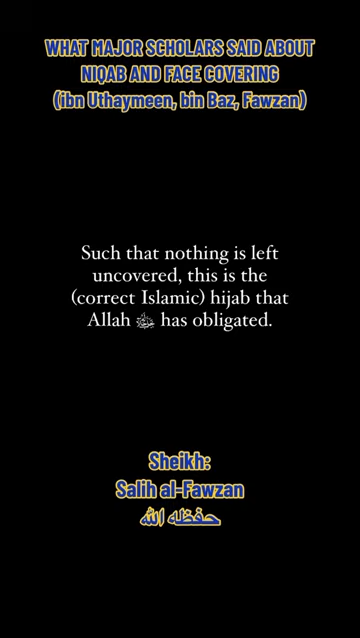 WHAT MAJOR SCHOLARS SAID ABOUT
NIQAB AND FACE COVERING
(ibn Uthaymeen, bin Baz, Fawzan)
Such that nothing is left
uncovered, this is the
(correct Islamic) hijab that
Allah ﷻ has obligated.
Sheikh:
Salih al-Fawzan
حفظه الله